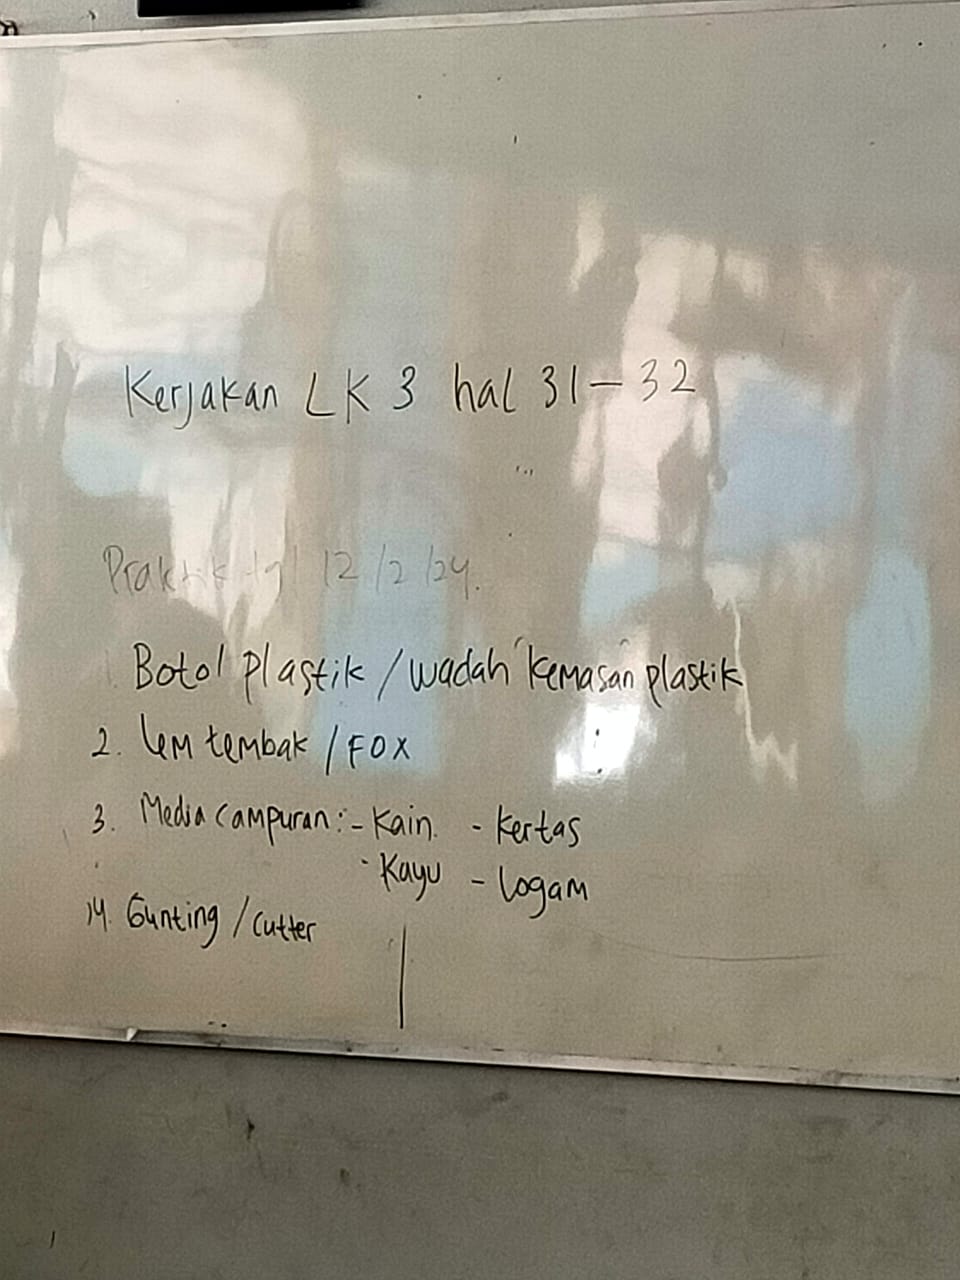 Kerjakan LK 3 hal 31-32
Praktik tgl 12/2/24.
1. Botol plastik / wadah kemasan plastik
2. Lem tembak / FOX
3. Media campuran: - Kain. - Kertas
- Kayu - Logam
4. Gunting / Cutter